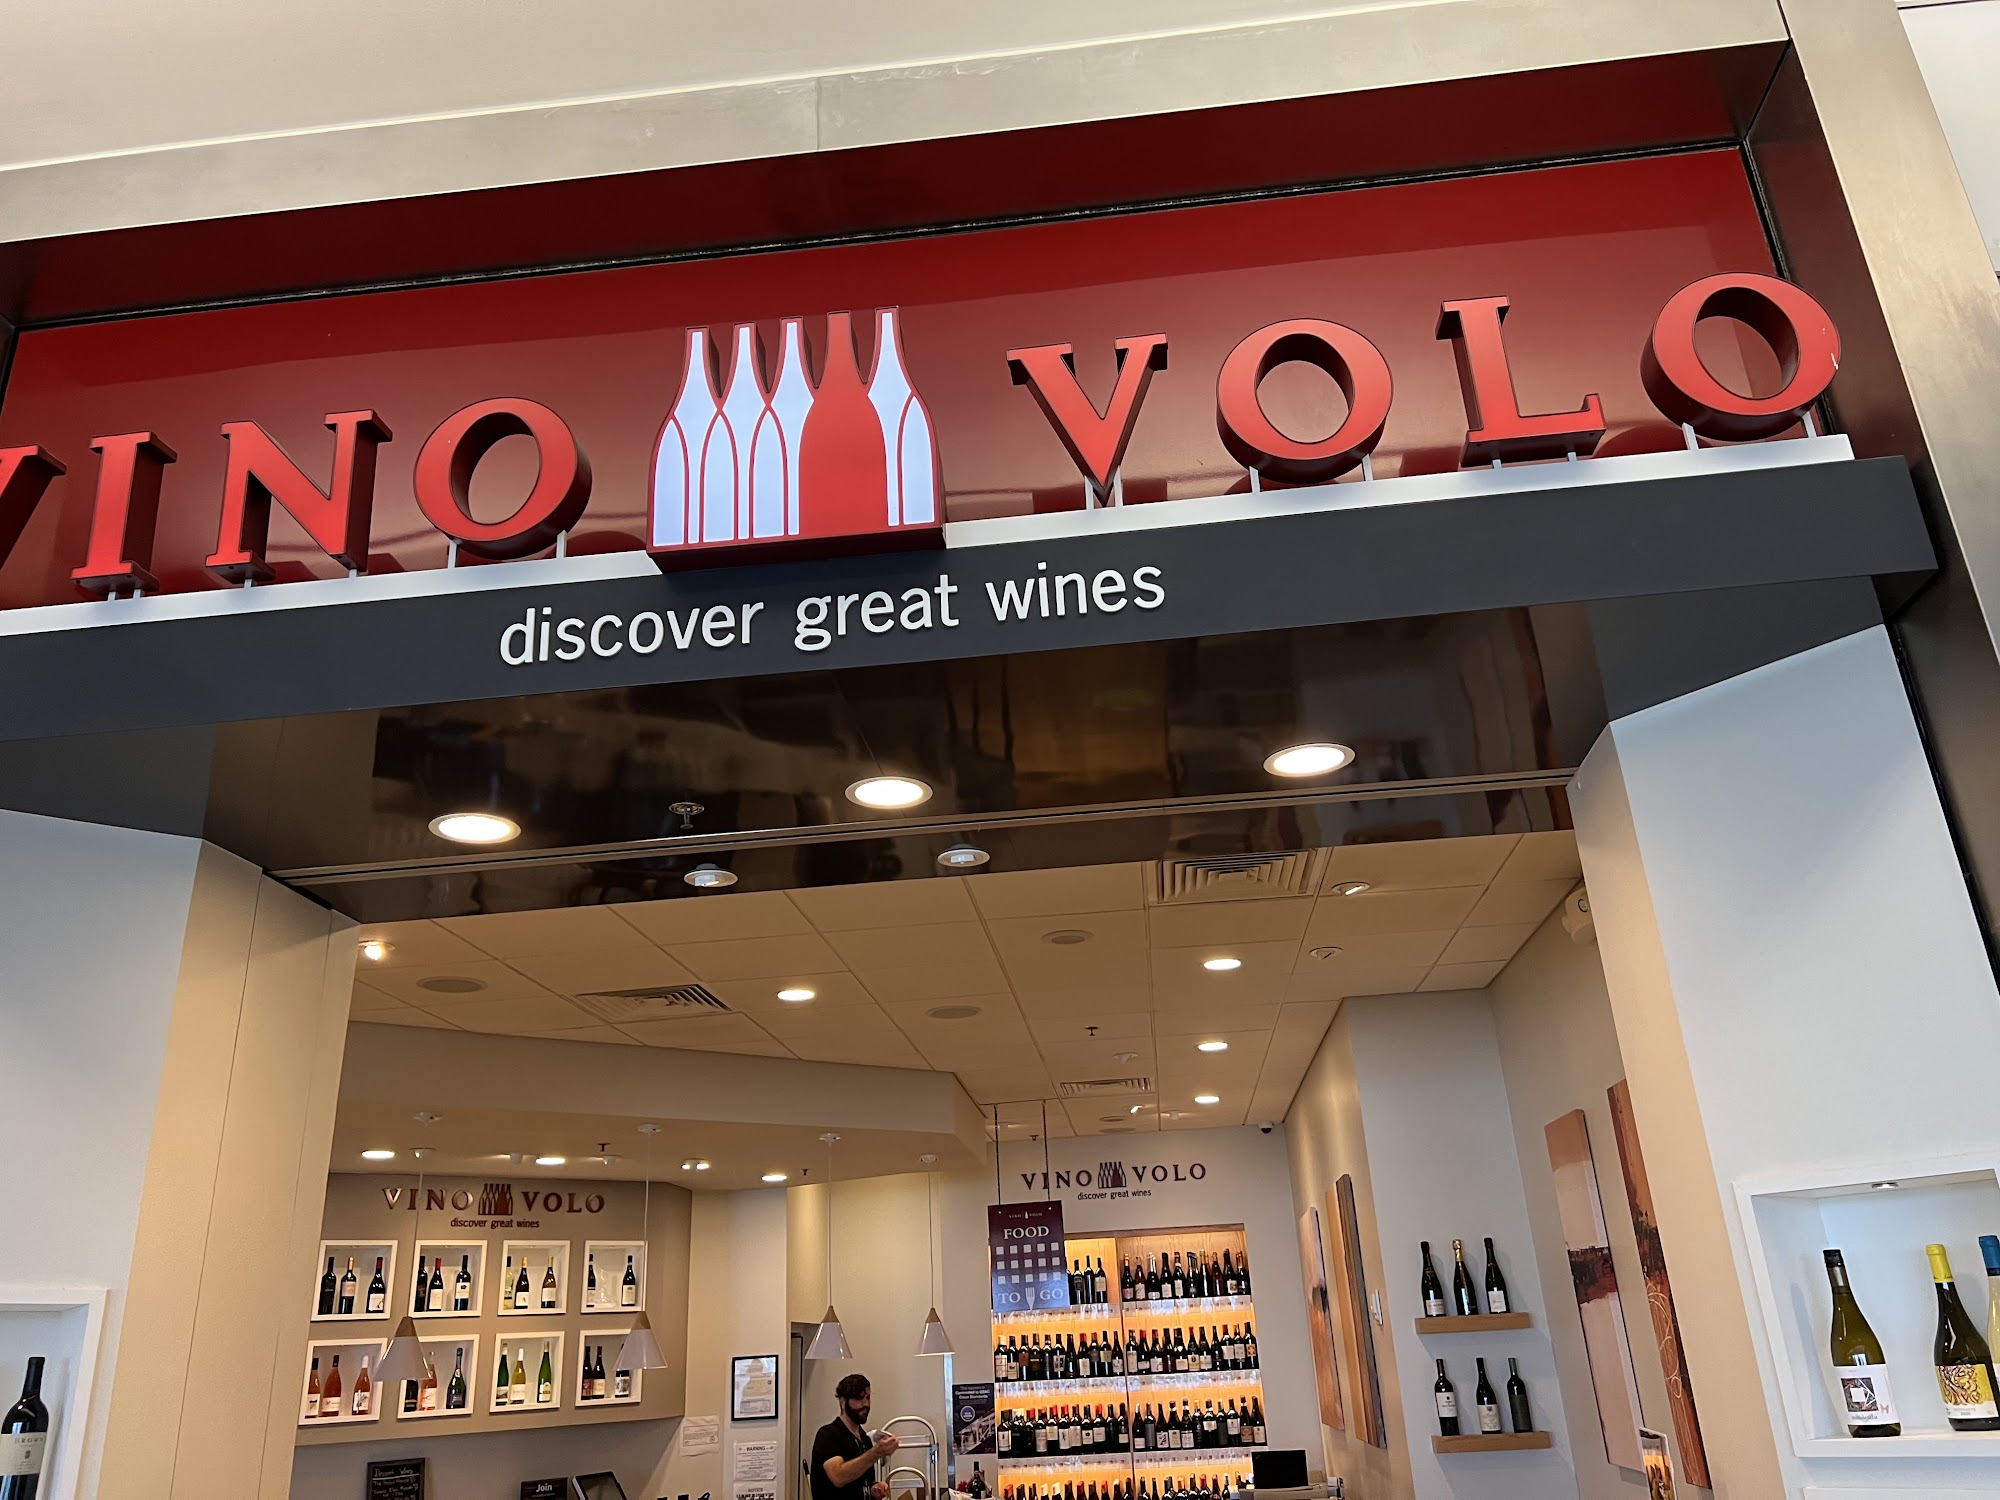 VINO VOLO
discover great wines
VINO VOLO
discover great wines
VINO VOLO
discover great wines
FOOD
TO GO
Join
WARNING